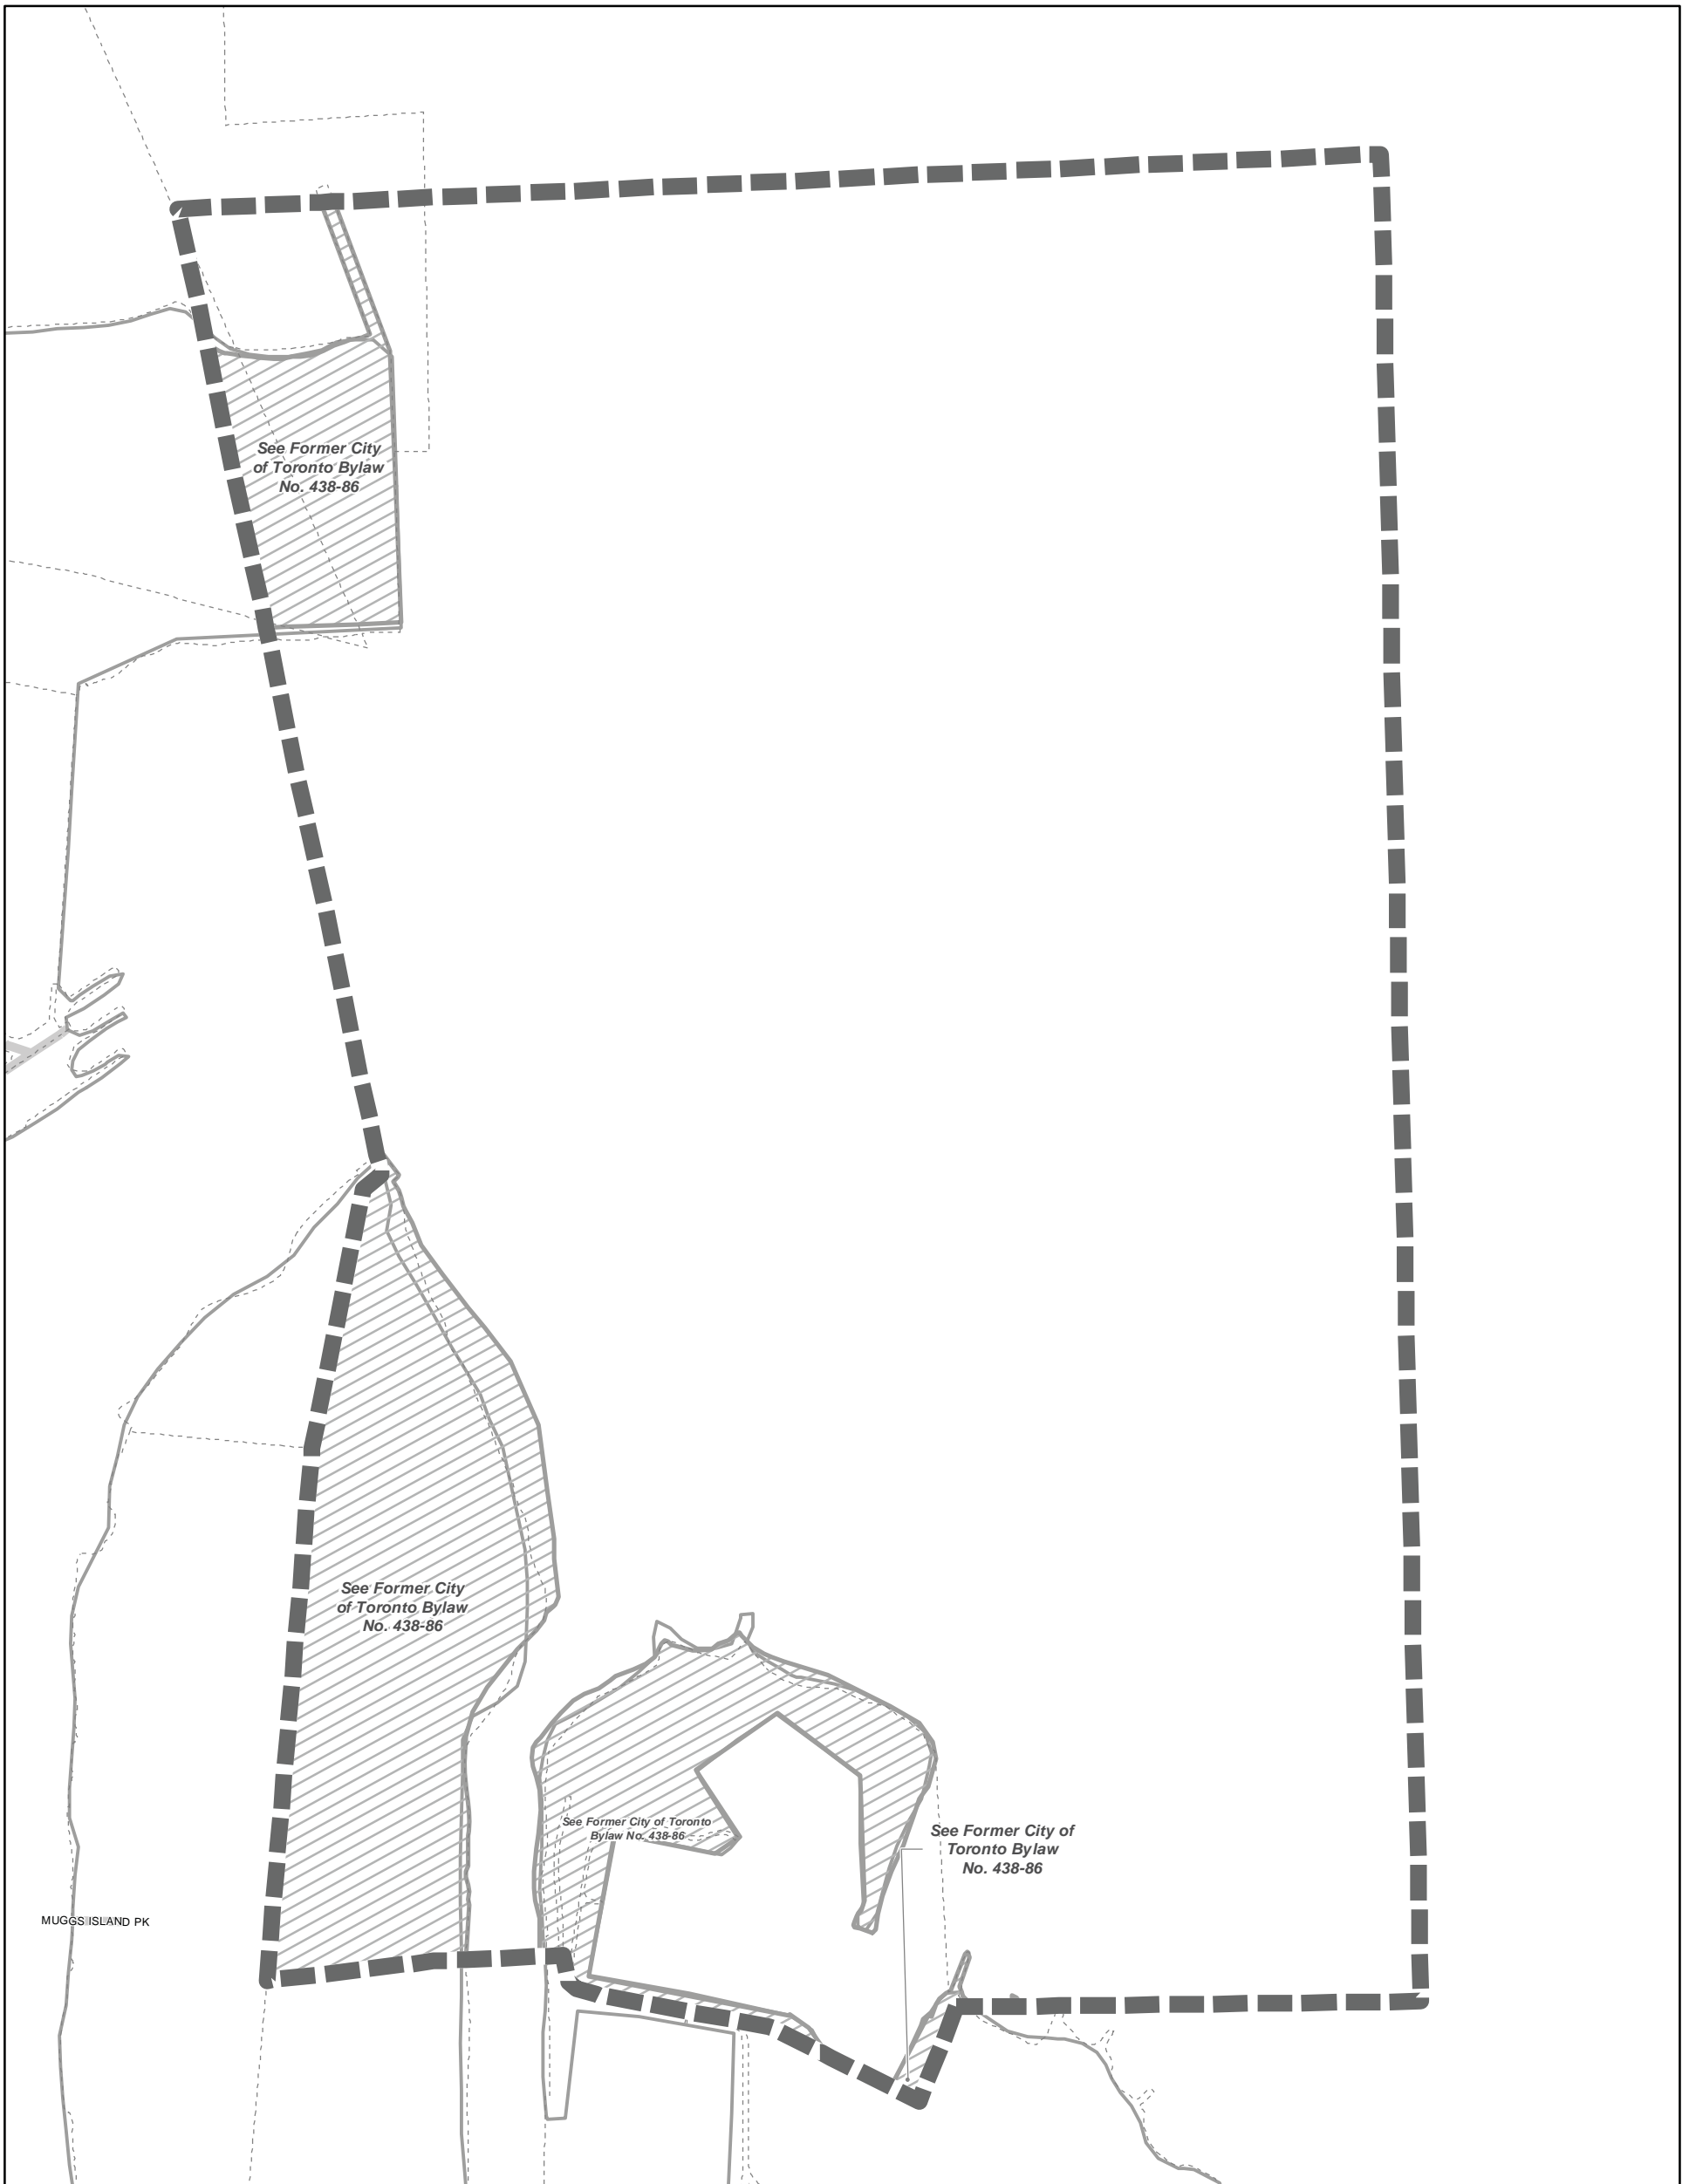 See Former City
of Toronto Bylaw
No. 438-86
See Former City
of Toronto Bylaw
No. 438-86
See Former City of Toronto
Bylaw No. 438-86
See Former City of
Toronto Bylaw
No. 438-86
MUGGS ISLAND PK